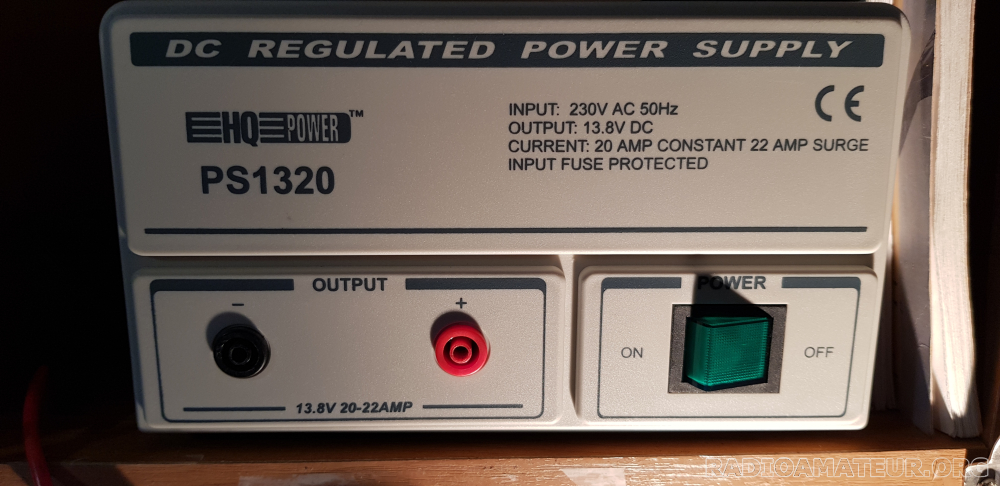 DC REGULATED POWER SUPPLY
HQ POWER™
PS1320
INPUT: 230V AC 50Hz
OUTPUT: 13.8V DC
CURRENT: 20 AMP CONSTANT 22 AMP SURGE
INPUT FUSE PROTECTED
CE
OUTPUT
- +
13.8V 20-22AMP
POWER
ON OFF
RADIOAMATEUR.ORG